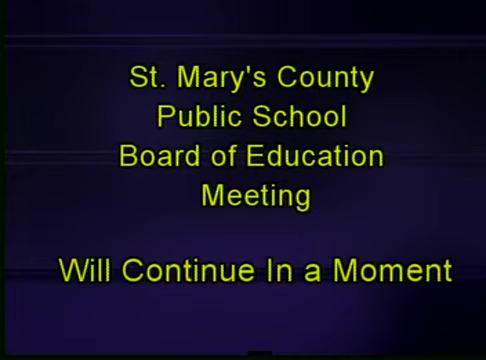 St. Mary's County
Public School
Board of Education
Meeting
Will Continue In a Moment